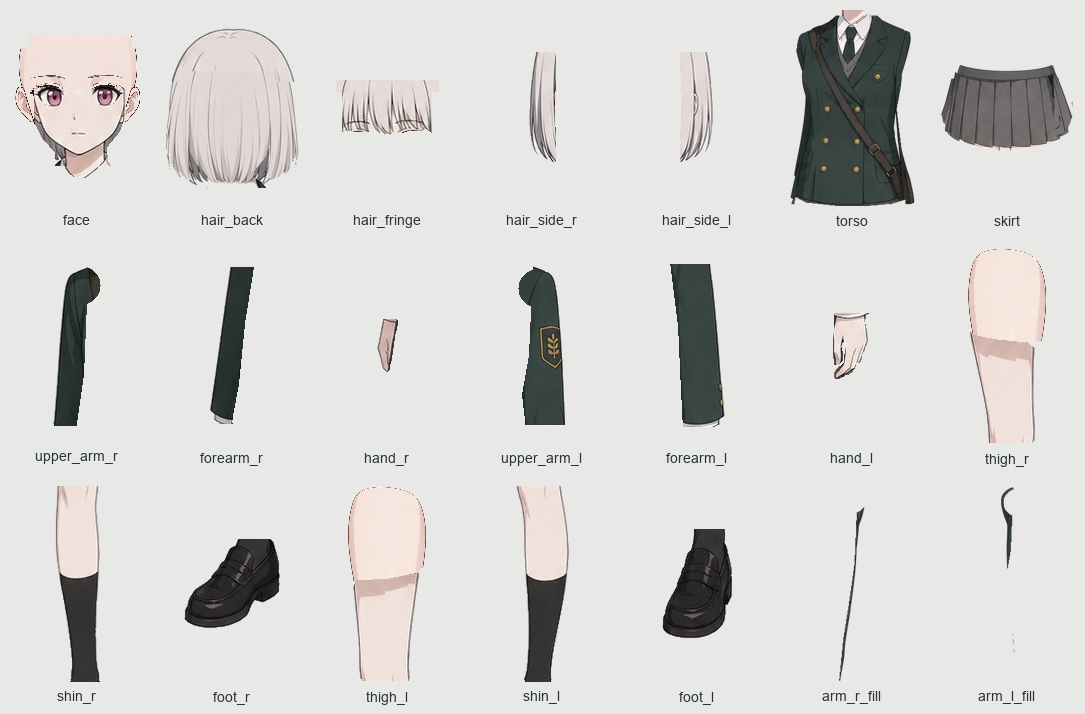 face hair_back hair_fringe hair_side_r hair_side_l torso skirt
upper_arm_r forearm_r hand_r upper_arm_l forearm_l hand_l thigh_r
shin_r foot_r thigh_l shin_l foot_l arm_r_fill arm_l_fill